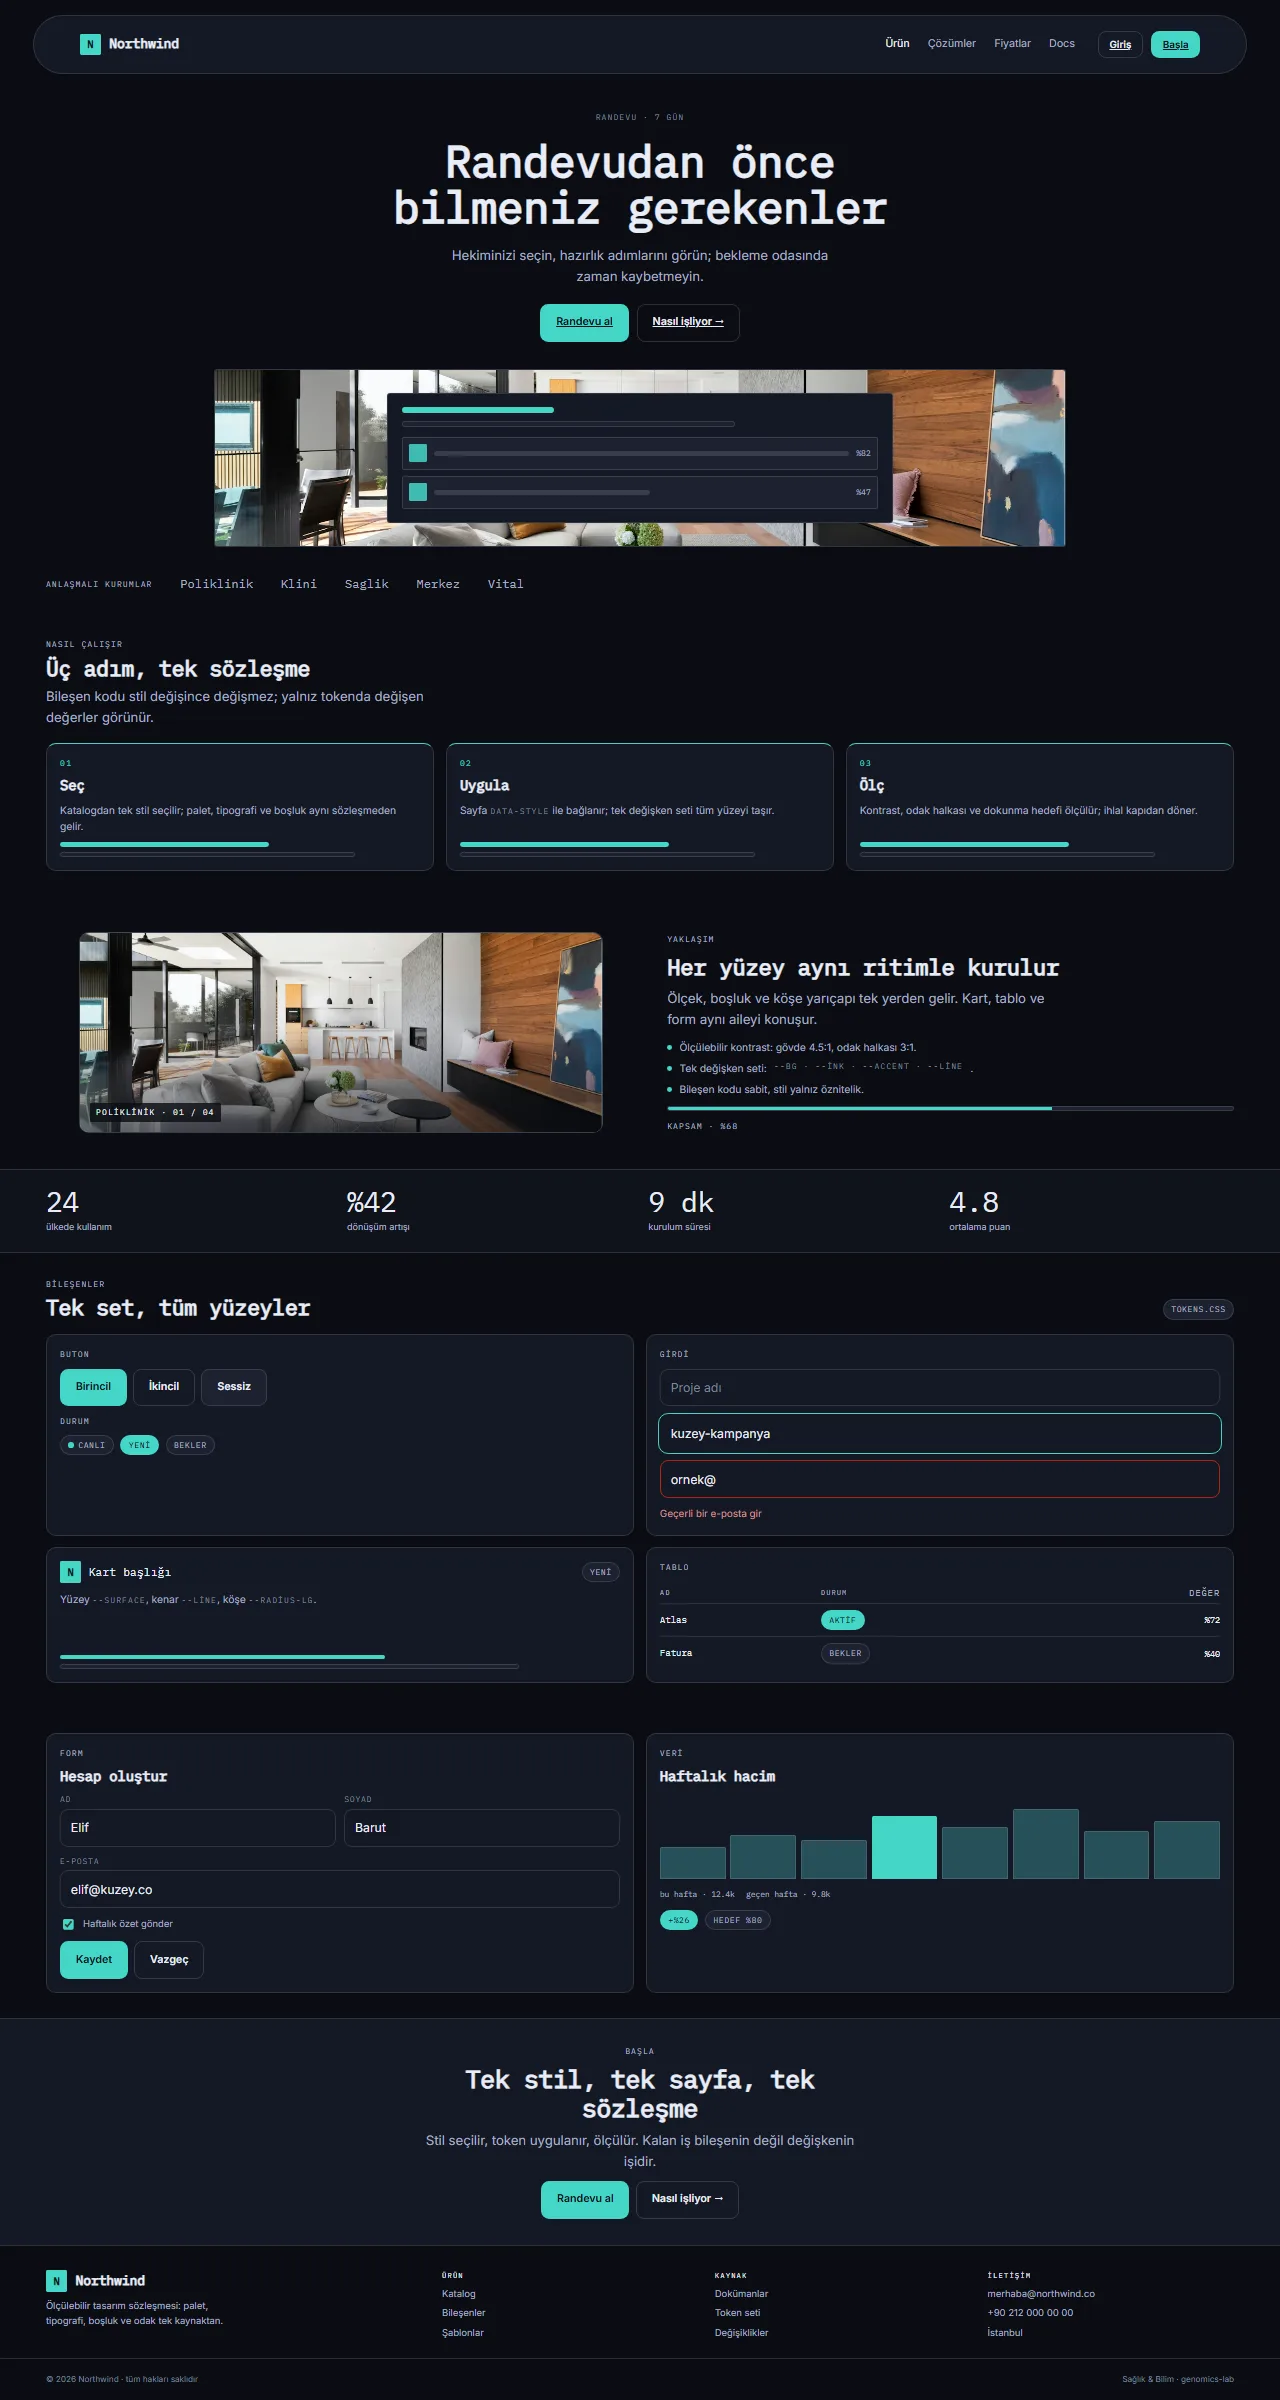 N Northwind
Ürün Çözümler Fiyatlar Docs Giriş Başla
RANDEVU · 7 GÜN
Randevudan önce
bilmeniz gerekenler
Hekiminizi seçin, hazırlık adımlarını görün; bekleme odasında
zaman kaybetmeyin.
Randevu al Nasıl işliyor →
%82
%47
ANLAŞMALI KURUMLAR Poliklinik Klini Saglik Merkez Vital
NASIL ÇALIŞIR
Üç adım, tek sözleşme
Bileşen kodu stil değişince değişmez; yalnız tokenda değişen
değerler görünür.
01
Seç
Katalogdan tek stil seçilir; palet, tipografi ve boşluk aynı sözleşmeden
gelir.
02
Uygula
Sayfa DATA-STYLE ile bağlanır; tek değişken seti tüm yüzeyi taşır.
03
Ölç
Kontrast, odak halkası ve dokunma hedefi ölçülür; ihlal kapıdan döner.
POLİKLİNİK · 01 / 04
YAKLAŞIM
Her yüzey aynı ritimle kurulur
Ölçek, boşluk ve köşe yarıçapı tek yerden gelir. Kart, tablo ve
form aynı aileyi konuşur.
Ölçülebilir kontrast: gövde 4.5:1, odak halkası 3:1.
Tek değişken seti: --BG · --İNK · --ACCENT · --LİNE .
Bileşen kodu sabit, stil yalnız öznitelik.
KAPSAM · %68
24
ülkede kullanım
%42
dönüşüm artışı
9 dk
kurulum süresi
4.8
ortalama puan
BİLEŞENLER
Tek set, tüm yüzeyler
TOKENS.CSS
BUTON
Birincil İkincil Sessiz
DURUM
CANLI YENİ BEKLER
GİRDİ
Proje adı
kuzey-kampanya
ornek@
Geçerli bir e-posta gir
N Kart başlığı YENİ
Yüzey --SURFACE, kenar --LİNE, köşe --RADİUS-LG.
TABLO
AD DURUM DEĞER
Atlas AKTİF %72
Fatura BEKLER %40
FORM
Hesap oluştur
AD SOYAD
Elif Barut
E-POSTA
elif@kuzey.co
Haftalık özet gönder
Kaydet Vazgeç
VERİ
Haftalık hacim
bu hafta · 12.4k geçen hafta · 9.8k
+%26 HEDEF %80
BAŞLA
Tek stil, tek sayfa, tek
sözleşme
Stil seçilir, token uygulanır, ölçülür. Kalan iş bileşenin değil değişkenin
işidir.
Randevu al Nasıl işliyor →
N Northwind
Ölçülebilir tasarım sözleşmesi: palet,
tipografi, boşluk ve odak tek kaynaktan.
ÜRÜN
Katalog
Bileşenler
Şablonlar
KAYNAK
Dokümanlar
Token seti
Değişiklikler
İLETİŞİM
merhaba@northwind.co
+90 212 000 00 00
İstanbul
© 2026 Northwind · tüm hakları saklıdır
Sağlık & Bilim · genomics-lab